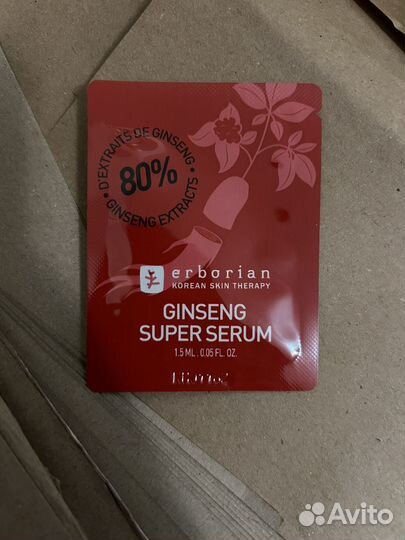 D'EXTRAITS DE GINSENG •
80%
GINSENG EXTRACTS •
erborian
KOREAN SKIN THERAPY
GINSENG
SUPER SERUM
1.5 ML . 0.05 FL. OZ.
Avito